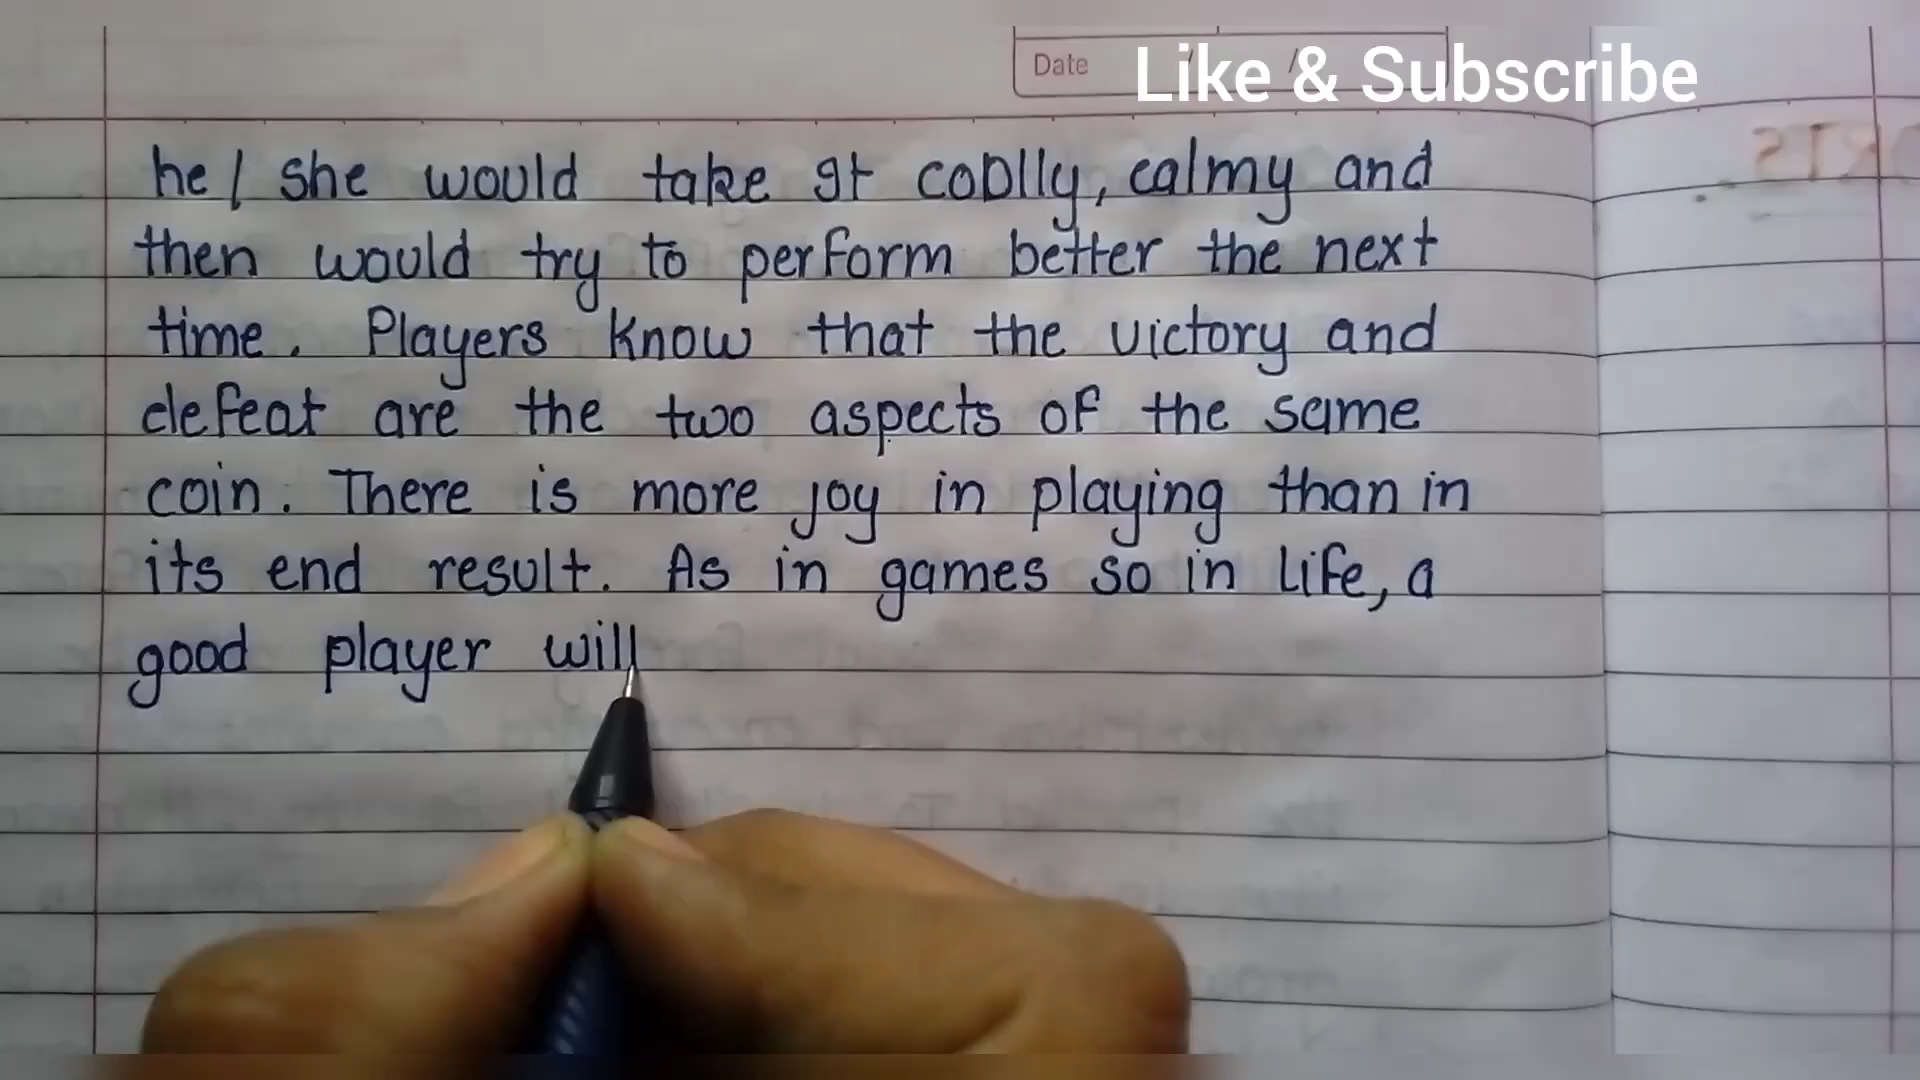 Date / /
Like & Subscribe
he / she would take It coolly, calmy and
then would try to perform better the next
time. Players know that the victory and
defeat are the two aspects of the same
coin. There is more joy in playing than in
its end result. As in games so in life, a
good player will